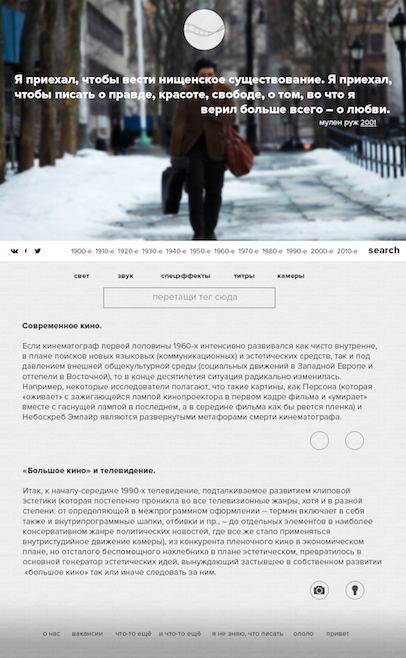 Я приехал, чтобы вести нищенское существование. Я приехал,
чтобы писать о правде, красоте, свободе, о том, во что я
верил больше всего – о любви.
мулен руж 2001
1900-е 1910-е 1920-е 1930-е 1940-е 1950-е 1960-е 1970-е 1980-е 1990-е 2000-е 2010-е search
свет звук спецэффекты титры камеры
перетащи тег сюда
Современное кино.
Если кинематограф первой половины 1960-х интенсивно развивался как чисто внутренне,
в плане поисков новых языковых (коммуникационных) и эстетических средств, так и под
давлением внешней общекультурной среды (социальных движений в Западной Европе и
оттепели в Восточной), то в конце десятилетия ситуация радикально изменилась.
Например, некоторые исследователи полагают, что такие картины, как Персона (которая
«оживает» с зажигающейся лампой кинопроектора в первом кадре фильма и «умирает»
вместе с гаснущей лампой в последнем, а в середине фильма как бы рвется пленка) и
Небоскреб Эмпайр являются развернутыми метафорами смерти кинематографа.
«Большое кино» и телевидение.
Итак, к началу-середине 1990-х телевидение, подталкиваемое развитием клиповой
эстетики (которая постепенно проникло во все телевизионные жанры, хотя и в разной
степени: от определяющей в межпрограммном оформлении – термин включает в себя
также и внутрипрограммные шапки, отбивки и пр., – до отдельных элементов в наиболее
консервативном жанре политических новостей, где все же стало применяться
внутристудийное движение камеры), из конкурента пленочного кино в экономическом
плане, но отсталого беспомощного нахлебника в плане эстетическом, превратилось в
основной генератор эстетических идей, вынуждающий застывшее в собственном развитии
«большое кино» так или иначе следовать за ним.
о нас вакансии что-то ещё и что-то ещё я не знаю, что писать ололо привет